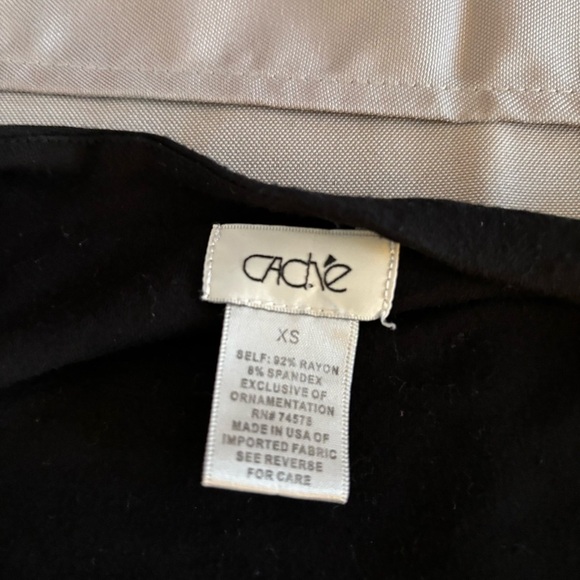 CAChé
XS
SELF: 92% RAYON
8% SPANDEX
EXCLUSIVE OF
ORNAMENTATION
RN# 74578
MADE IN USA OF
IMPORTED FABRIC
SEE REVERSE
FOR CARE